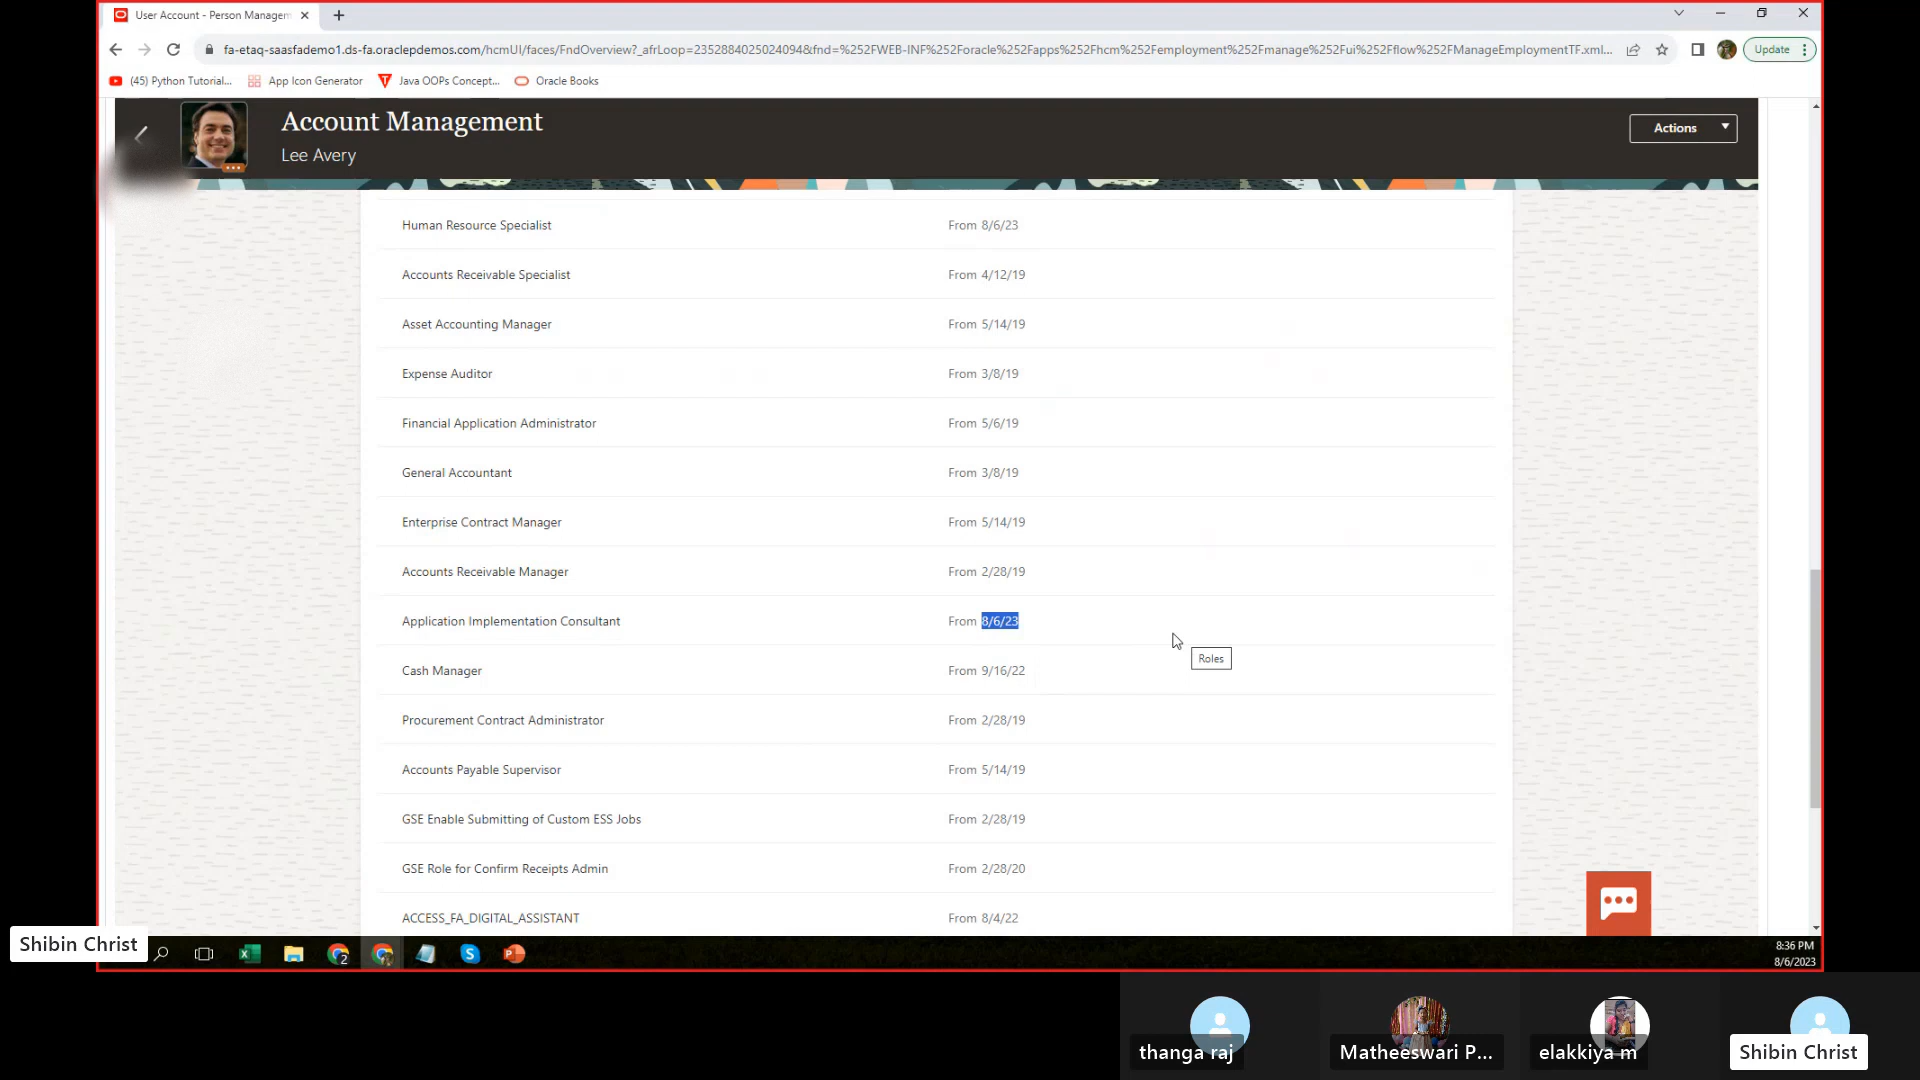 User Account - Person Managem
fa-etaq-saasfademo1.ds-fa.oraclepdemos.com/hcmUI/faces/FndOverview?_afrLoop=23528840250240​94&fnd=%252FWEB-INF%252Foracle%252Fapps%252Fhcm%252Femployment%252Fmanage%252Fui%252Fflow%252FManageEmploymentTF.xml...
Update
(45) Python Tutorial...
App Icon Generator
Java OOPs Concept...
Oracle Books
Account Management
Lee Avery
Actions
Human Resource Specialist From 8/6/23
Accounts Receivable Specialist From 4/12/19
Asset Accounting Manager From 5/14/19
Expense Auditor From 3/8/19
Financial Application Administrator From 5/6/19
General Accountant From 3/8/19
Enterprise Contract Manager From 5/14/19
Accounts Receivable Manager From 2/28/19
Application Implementation Consultant From 8/6/23
Roles
Cash Manager From 9/16/22
Procurement Contract Administrator From 2/28/19
Accounts Payable Supervisor From 5/14/19
GSE Enable Submitting of Custom ESS Jobs From 2/28/19
GSE Role for Confirm Receipts Admin From 2/28/20
ACCESS_FA_DIGITAL_ASSISTANT From 8/4/22
Shibin Christ
8:36 PM
8/6/2023
thanga raj
Matheeswari P...
elakkiya m
Shibin Christ